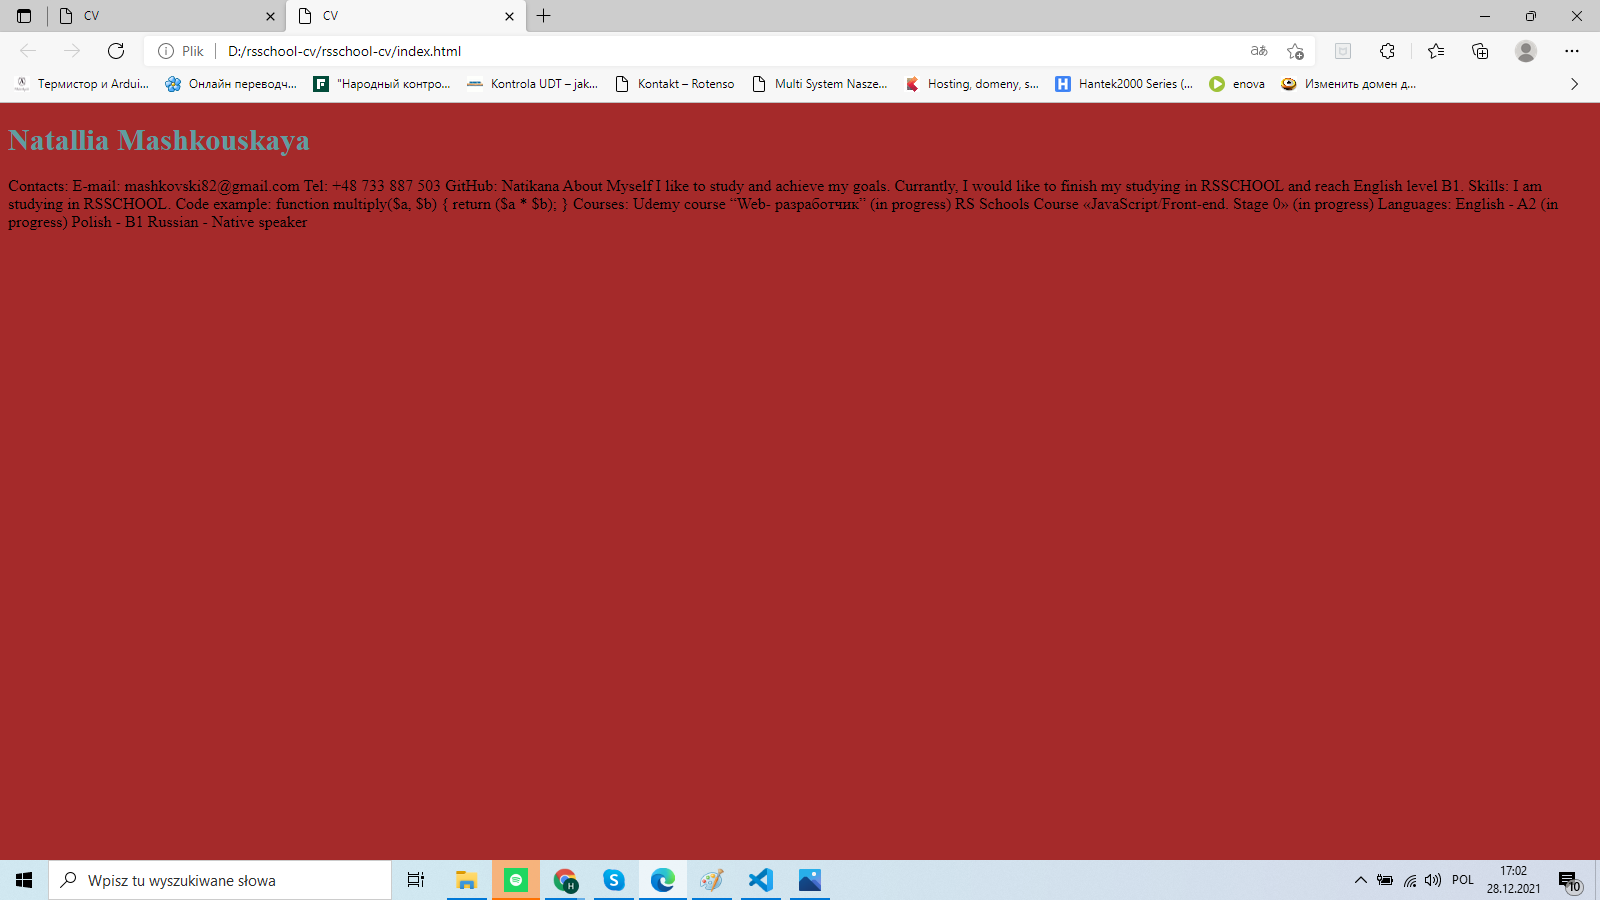 CV
CV
Plik
D:/rsschool-cv/rsschool-cv/index.html
Термистор и Ardui...
Онлайн переводч...
"Народный контро...
Kontrola UDT – jak...
Kontakt – Rotenso
Multi System Nasze...
Hosting, domeny, s...
Hantek2000 Series (...
enova
Изменить домен д...
Natallia Mashkouskaya
Contacts: E-mail: mashkovski82@gmail.com Tel: +48 733 887 503 GitHub: Natikana About Myself I like to study and achieve my goals. Currantly, I would like to finish my studying in RSSCHOOL and reach English level B1. Skills: I am
studying in RSSCHOOL. Code example: function multiply($a, $b) { return ($a * $b); } Courses: Udemy course “Web- разработчик” (in progress) RS Schools Course «JavaScript/Front-end. Stage 0» (in progress) Languages: English - A2 (in
progress) Polish - B1 Russian - Native speaker
Wpisz tu wyszukiwane słowa
POL
17:02
28.12.2021
10